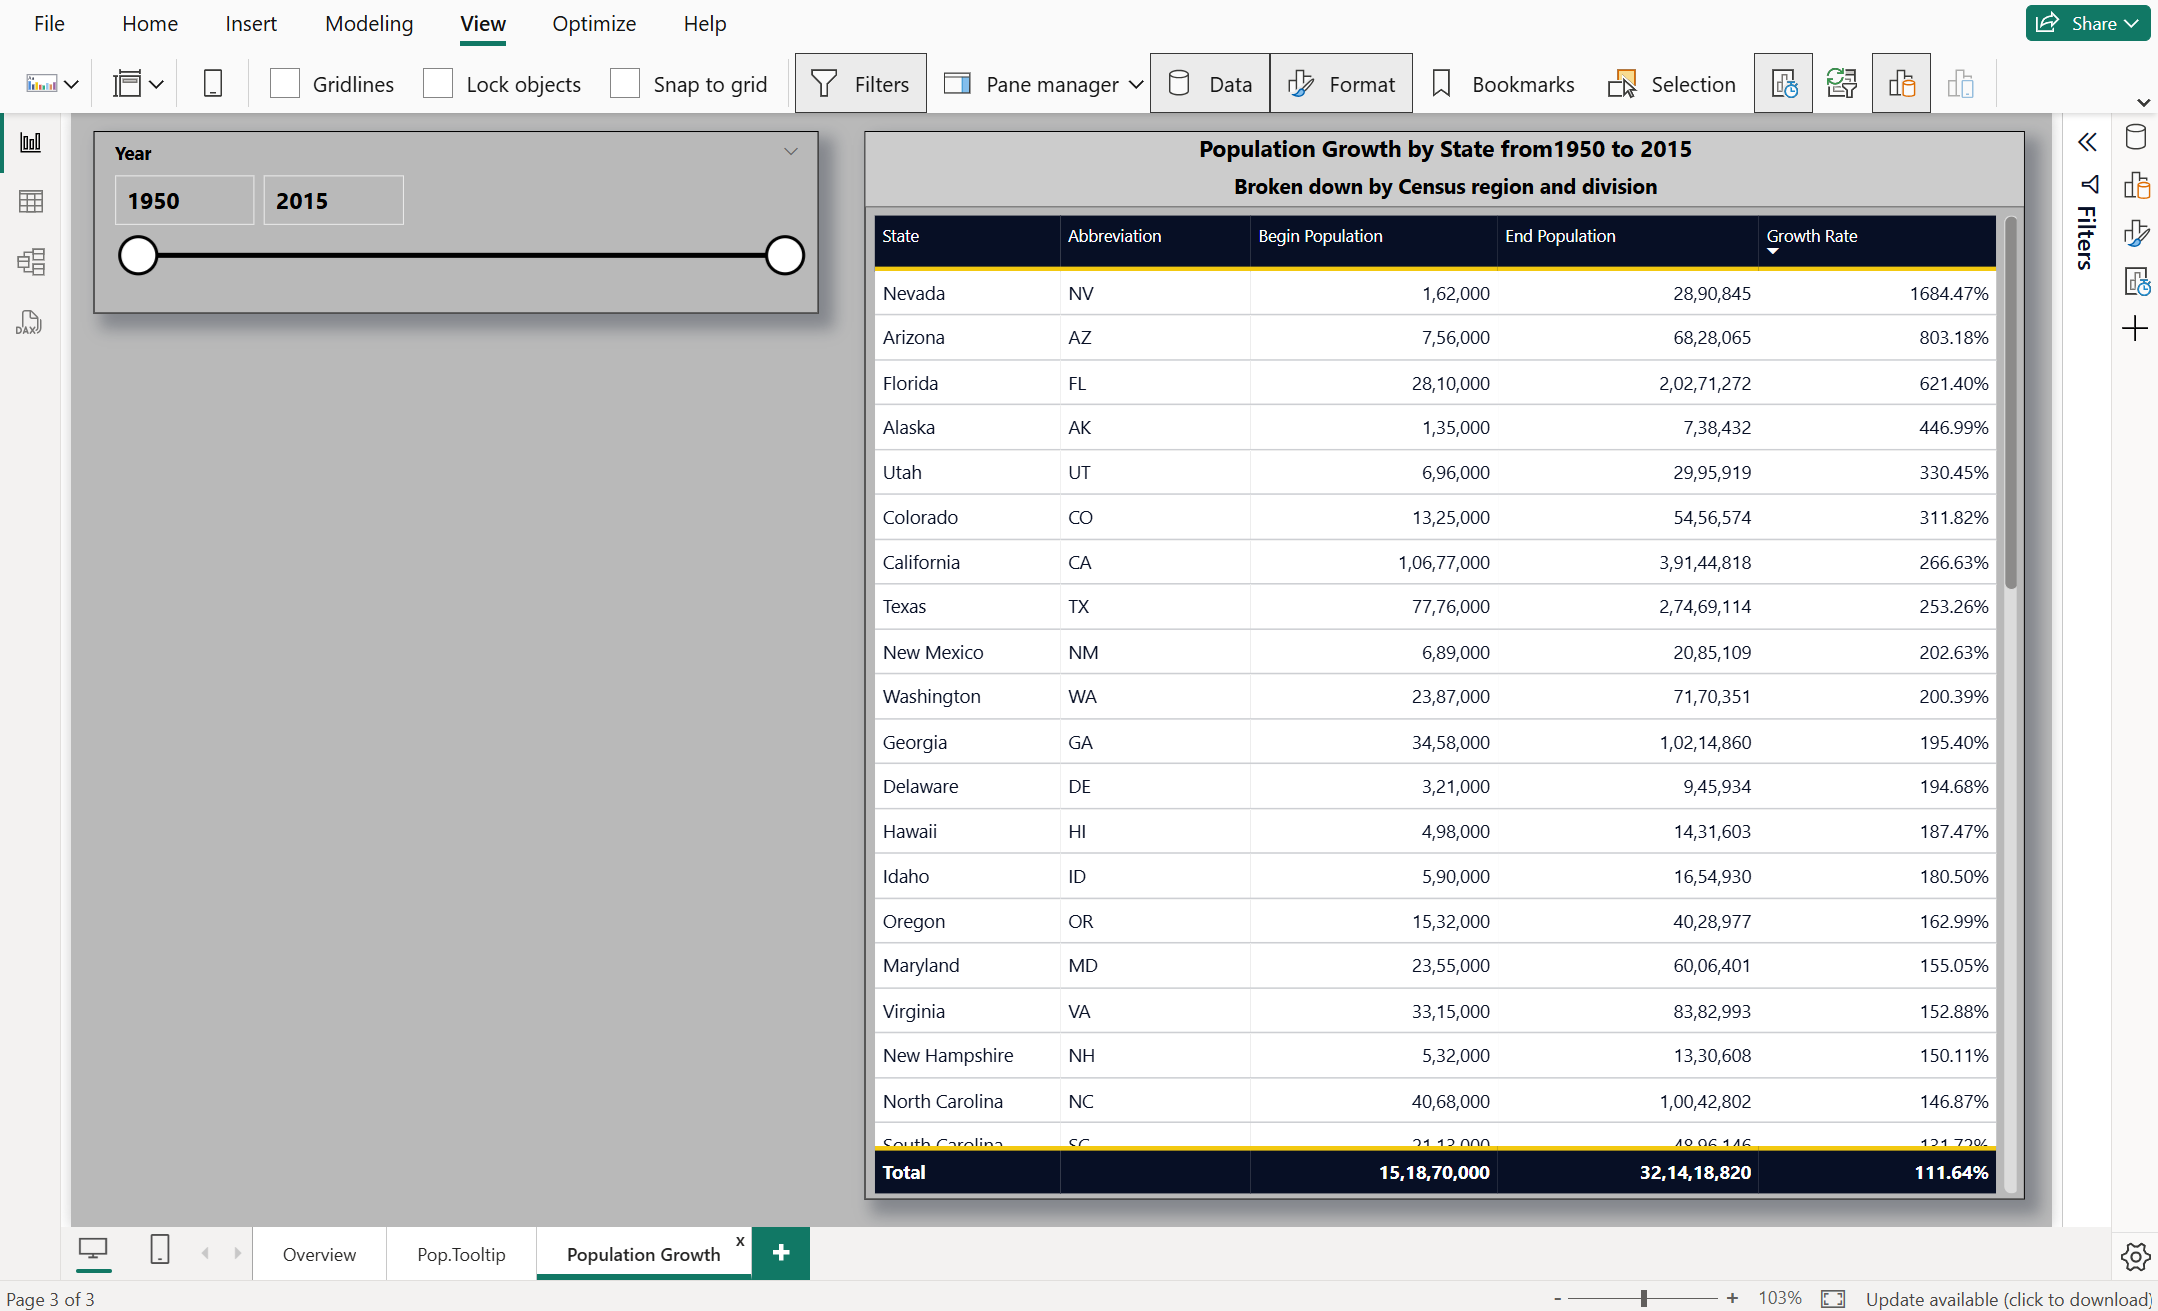 File Home Insert Modeling View Optimize Help Share
Gridlines Lock objects Snap to grid Filters Pane manager Data Format Bookmarks Selection
Year
1950 2015
Population Growth by State from1950 to 2015
Broken down by Census region and division
State Abbreviation Begin Population End Population Growth Rate
Nevada NV 1,62,000 28,90,845 1684.47%
Arizona AZ 7,56,000 68,28,065 803.18%
Florida FL 28,10,000 2,02,71,272 621.40%
Alaska AK 1,35,000 7,38,432 446.99%
Utah UT 6,96,000 29,95,919 330.45%
Colorado CO 13,25,000 54,56,574 311.82%
California CA 1,06,77,000 3,91,44,818 266.63%
Texas TX 77,76,000 2,74,69,114 253.26%
New Mexico NM 6,89,000 20,85,109 202.63%
Washington WA 23,87,000 71,70,351 200.39%
Georgia GA 34,58,000 1,02,14,860 195.40%
Delaware DE 3,21,000 9,45,934 194.68%
Hawaii HI 4,98,000 14,31,603 187.47%
Idaho ID 5,90,000 16,54,930 180.50%
Oregon OR 15,32,000 40,28,977 162.99%
Maryland MD 23,55,000 60,06,401 155.05%
Virginia VA 33,15,000 83,82,993 152.88%
New Hampshire NH 5,32,000 13,30,608 150.11%
North Carolina NC 40,68,000 1,00,42,802 146.87%
South Carolina SC 21,13,000 48,96,146 131.72%
Total 15,18,70,000 32,14,18,820 111.64%
Filters
DAX
Overview Pop.Tooltip Population Growth x +
Page 3 of 3 - + 103% Update available (click to download)